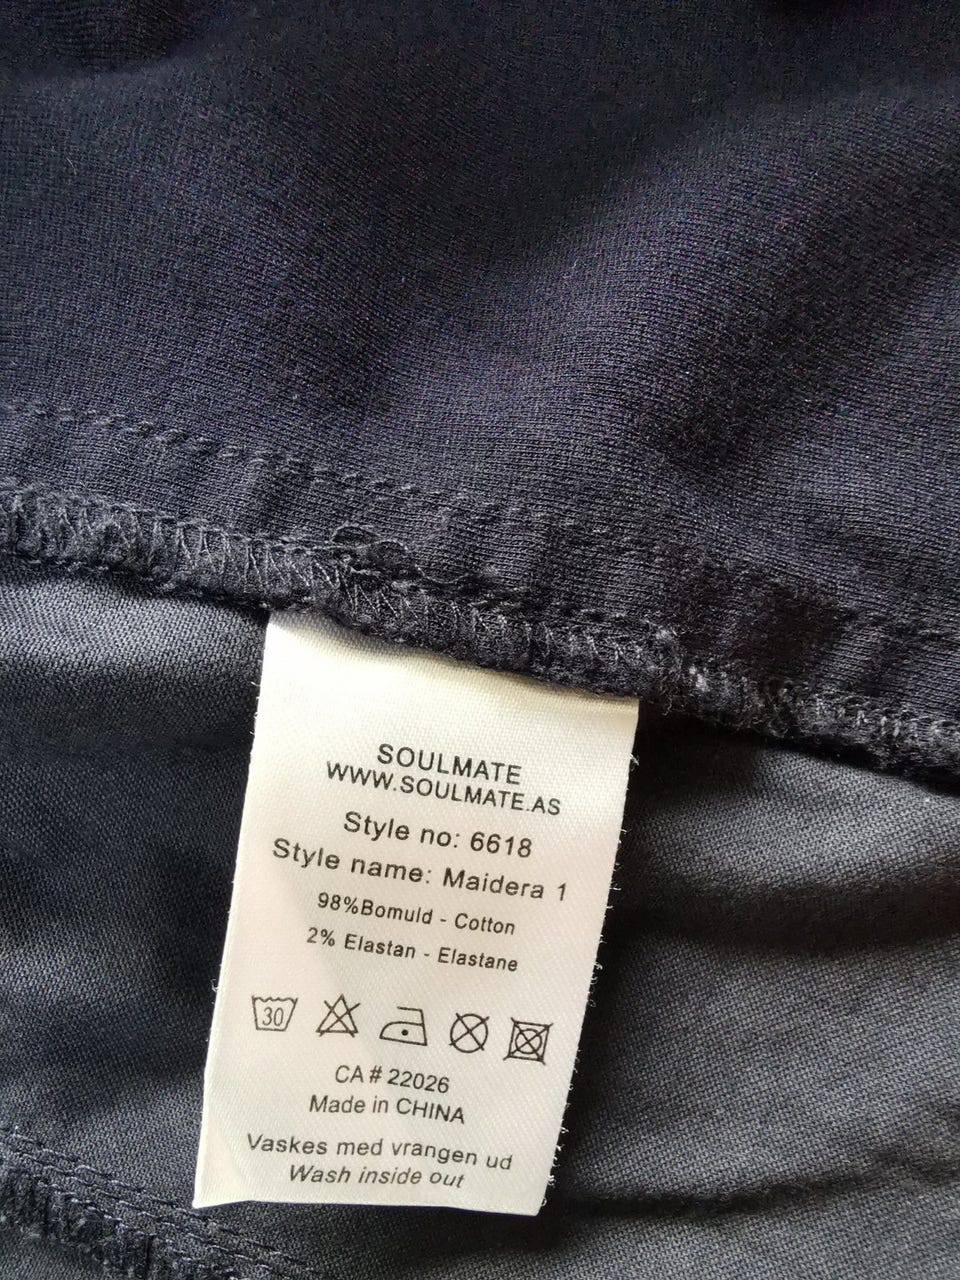 SOULMATE
WWW.SOULMATE.AS
Style no: 6618
Style name: Maidera 1
98%Bomuld - Cotton
2% Elastan - Elastane
30
CA # 22026
Made in CHINA
Vaskes med vrangen ud
Wash inside out